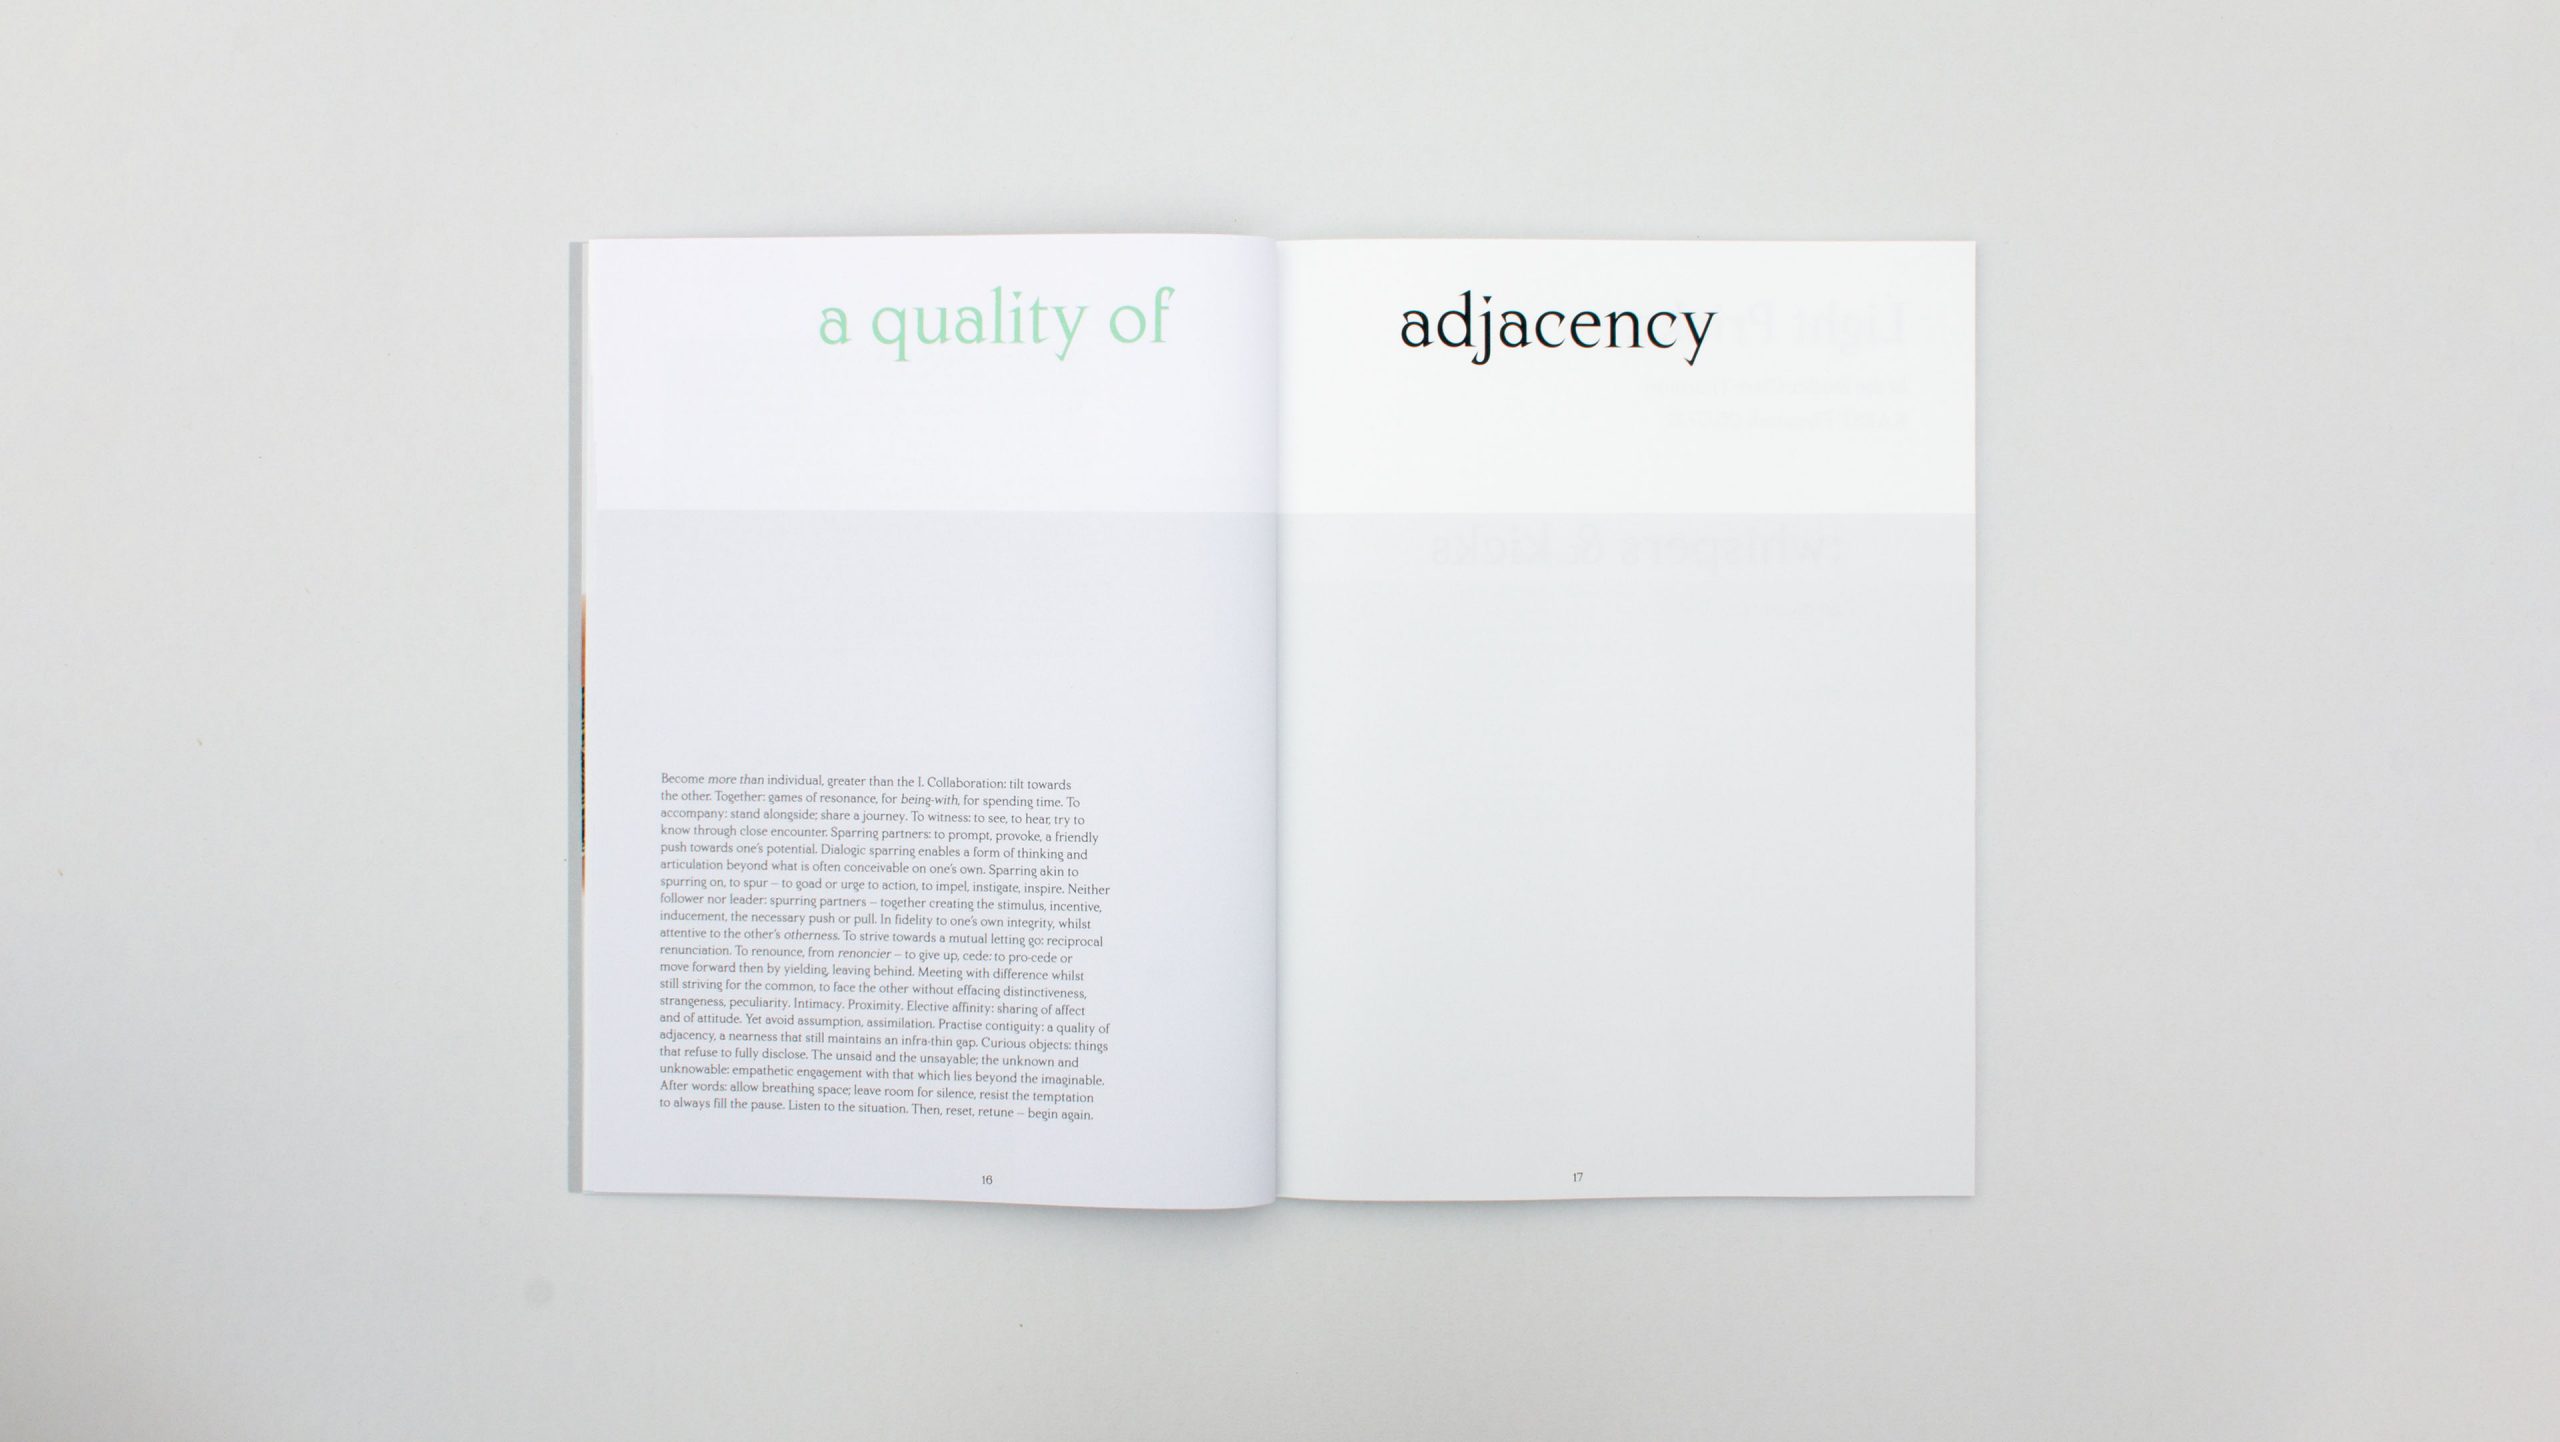 a quality of
adjacency
Become more than individual, greater than the I. Collaboration: tilt towards
the other. Together: games of resonance, for being-with, for spending time. To
accompany: stand alongside; share a journey. To witness: to see, to hear, try to
know through close encounter. Sparring partners: to prompt, provoke, a friendly
push towards one's potential. Dialogic sparring enables a form of thinking and
articulation beyond what is often conceivable on one's own. Sparring akin to
spurring on, to spur – to goad or urge to action, to impel, instigate, inspire. Neither
follower nor leader: spurring partners – together creating the stimulus, incentive,
inducement, the necessary push or pull. In fidelity to one's own integrity, whilst
attentive to the other's otherness. To strive towards a mutual letting go: reciprocal
renunciation. To renounce, from renoncier – to give up, cede: to pro-cede or
move forward then by yielding, leaving behind. Meeting with difference whilst
still striving for the common, to face the other without effacing distinctiveness,
strangeness, peculiarity. Intimacy. Proximity. Elective affinity: sharing of affect
and of attitude. Yet avoid assumption, assimilation. Practise contiguity: a quality of
adjacency, a nearness that still maintains an infra-thin gap. Curious objects: things
that refuse to fully disclose. The unsaid and the unsayable; the unknown and
unknowable: empathetic engagement with that which lies beyond the imaginable.
After words: allow breathing space; leave room for silence, resist the temptation
to always fill the pause. Listen to the situation. Then, reset, retune – begin again.
16
17
whispers & kicks